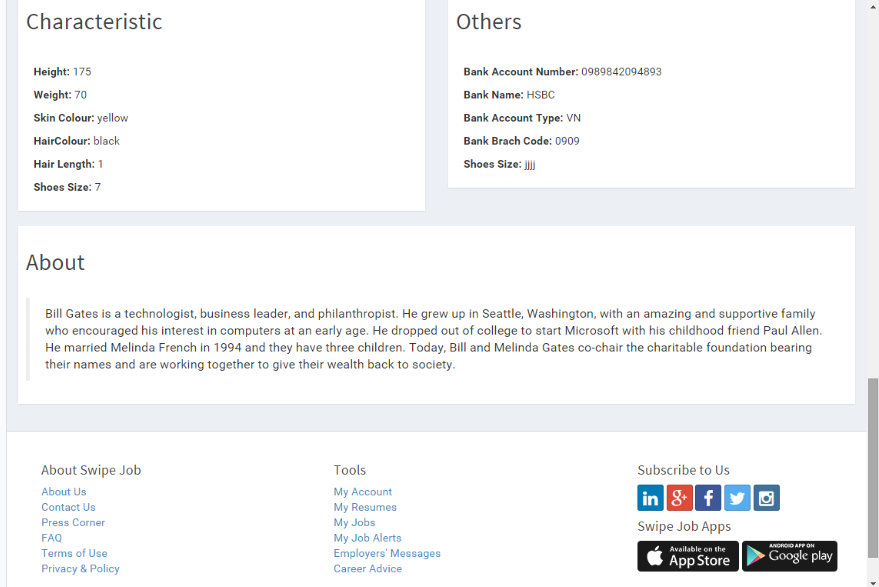 Characteristic
Height: 175
Weight: 70
Skin Colour: yellow
HairColour: black
Hair Length: 1
Shoes Size: 7
Others
Bank Account Number: 0989842094893
Bank Name: HSBC
Bank Account Type: VN
Bank Brach Code: 0909
Shoes Size: jjjj
About
Bill Gates is a technologist, business leader, and philanthropist. He grew up in Seattle, Washington, with an amazing and supportive family
who encouraged his interest in computers at an early age. He dropped out of college to start Microsoft with his childhood friend Paul Allen.
He married Melinda French in 1994 and they have three children. Today, Bill and Melinda Gates co-chair the charitable foundation bearing
their names and are working together to give their wealth back to society.
About Swipe Job
About Us
Contact Us
Press Corner
FAQ
Terms of Use
Privacy & Policy
Tools
My Account
My Resumes
My Jobs
My Job Alerts
Employers' Messages
Career Advice
Subscribe to Us
in g+ f
Swipe Job Apps
Available on the
App Store
ANDROID APP ON
Google play